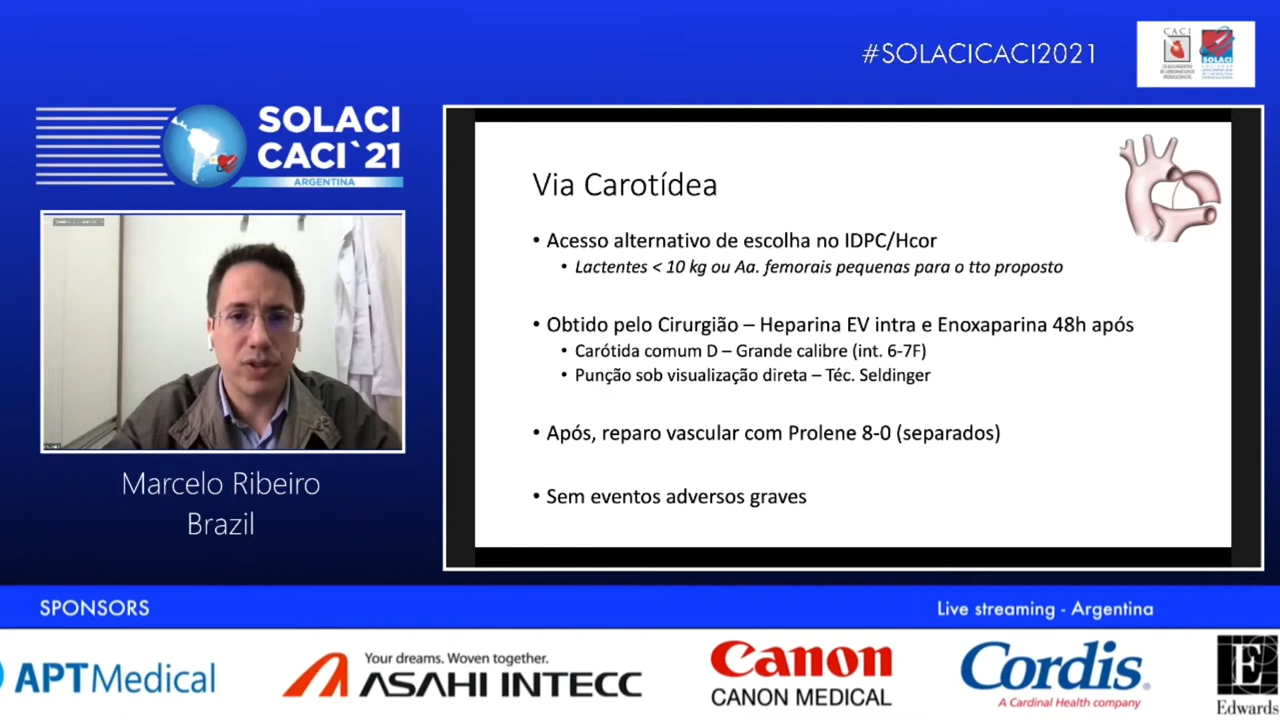 #SOLACICACI2021
CACI
SOLACI
SOLACI
CACI`21
ARGENTINA
Marcelo Ribeiro
Brazil
Via Carotídea
• Acesso alternativo de escolha no IDPC/Hcor
• Lactentes < 10 kg ou Aa. femorais pequenas para o tto proposto
• Obtido pelo Cirurgião – Heparina EV intra e Enoxaparina 48h após
• Carótida comum D – Grande calibre (int. 6-7F)
• Punção sob visualização direta – Téc. Seldinger
• Após, reparo vascular com Prolene 8-0 (separados)
• Sem eventos adversos graves
SPONSORS
Live streaming - Argentina
APT Medical
Your dreams. Woven together.
ASAHI INTECC
Canon
CANON MEDICAL
Cordis®
A Cardinal Health company
Edwards